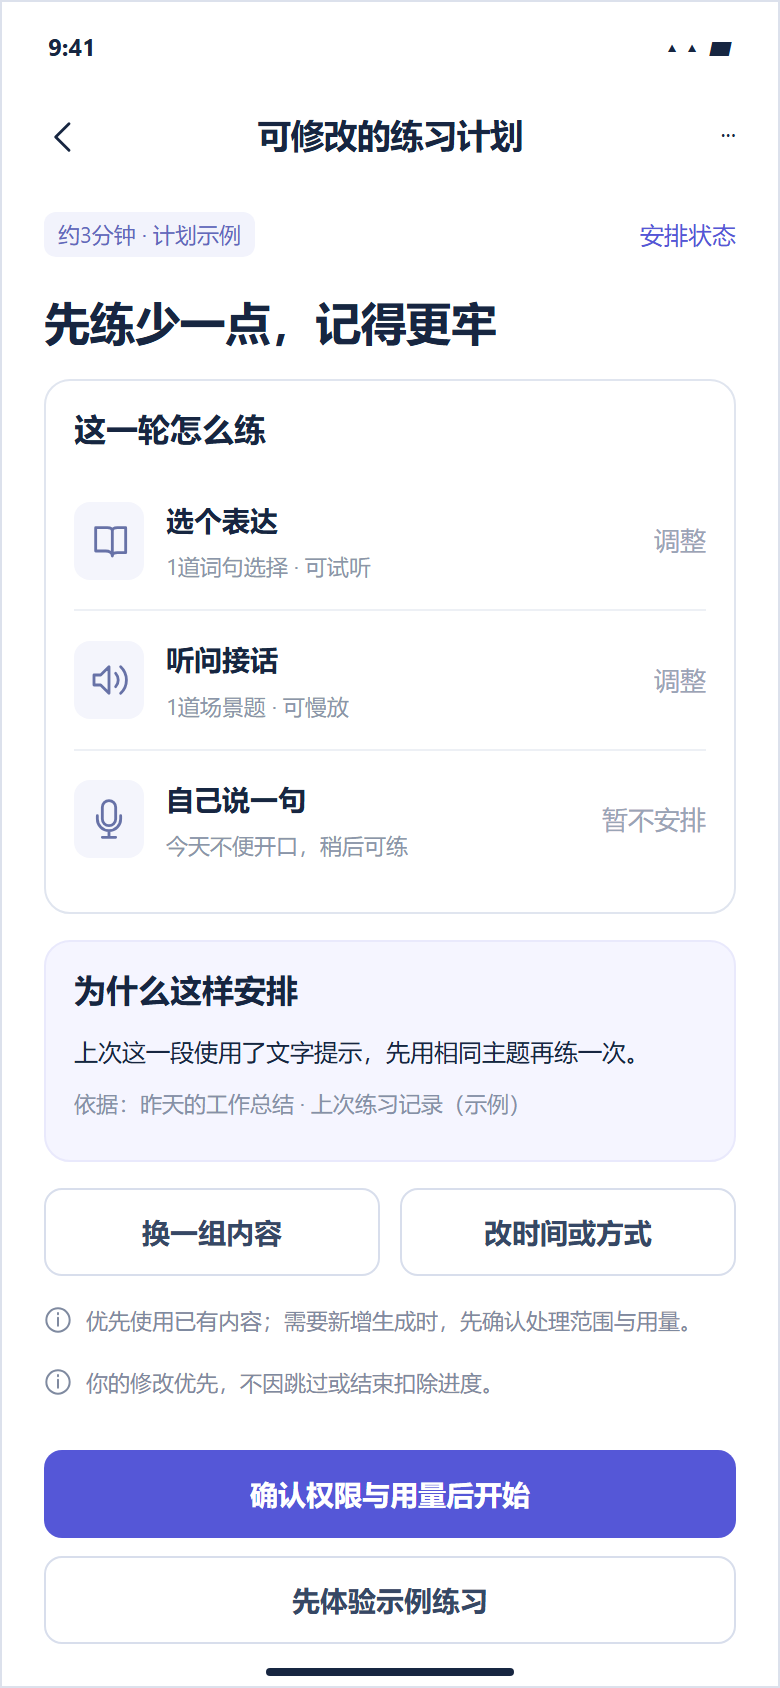 9:41
可修改的练习计划
...
约3分钟 · 计划示例
安排状态
先练少一点，记得更牢
这一轮怎么练
选个表达
1道词句选择 · 可试听
调整
听问接话
1道场景题 · 可慢放
调整
自己说一句
今天不便开口，稍后可练
暂不安排
为什么这样安排
上次这一段使用了文字提示，先用相同主题再练一次。
依据：昨天的工作总结 · 上次练习记录（示例）
换一组内容
改时间或方式
优先使用已有内容；需要新增生成时，先确认处理范围与用量。
你的修改优先，不因跳过或结束扣除进度。
确认权限与用量后开始
先体验示例练习